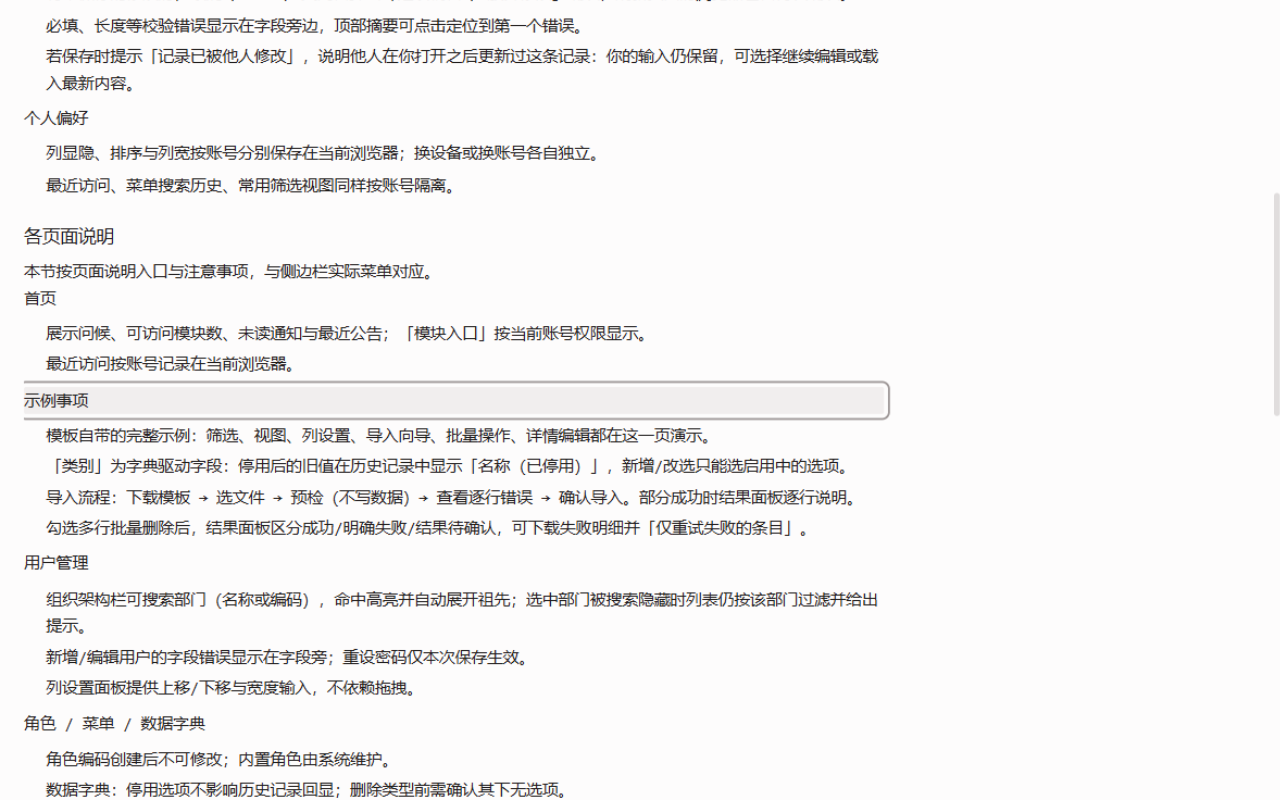 必填、长度等校验错误显示在字段旁边，顶部摘要可点击定位到第一个错误。
若保存时提示「记录已被他人修改」，说明他人在你打开之后更新过这条记录：你的输入仍保留，可选择继续编辑或载
入最新内容。
个人偏好
列显隐、排序与列宽按账号分别保存在当前浏览器；换设备或换账号各自独立。
最近访问、菜单搜索历史、常用筛选视图同样按账号隔离。
各页面说明
本节按页面说明入口与注意事项，与侧边栏实际菜单对应。
首页
展示问候、可访问模块数、未读通知与最近公告；「模块入口」按当前账号权限显示。
最近访问按账号记录在当前浏览器。
示例事项
模板自带的完整示例：筛选、视图、列设置、导入向导、批量操作、详情编辑都在这一页演示。
「类别」为字典驱动字段：停用后的旧值在历史记录中显示「名称（已停用）」，新增/改选只能选启用中的选项。
导入流程：下载模板 → 选文件 → 预检（不写数据）→ 查看逐行错误 → 确认导入。部分成功时结果面板逐行说明。
勾选多行批量删除后，结果面板区分成功/明确失败/结果待确认，可下载失败明细并「仅重试失败的条目」。
用户管理
组织架构栏可搜索部门（名称或编码），命中高亮并自动展开祖先；选中部门被搜索隐藏时列表仍按该部门过滤并给出
提示。
新增/编辑用户的字段错误显示在字段旁；重设密码仅本次保存生效。
列设置面板提供上移/下移与宽度输入，不依赖拖拽。
角色 / 菜单 / 数据字典
角色编码创建后不可修改；内置角色由系统维护。
数据字典：停用选项不影响历史记录回显；删除类型前需确认其下无选项。